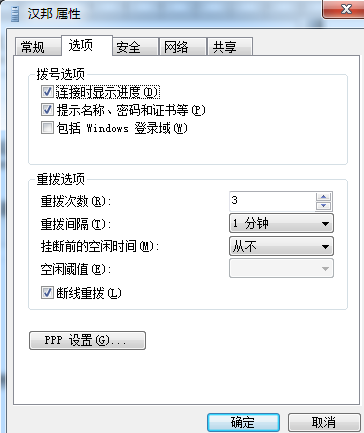 汉邦 属性
常规 选项 安全 网络 共享
拨号选项
连接时显示进度(D)
提示名称、密码和证书等(P)
包括 Windows 登录域(W)
重拨选项
重拨次数(R): 3
重拨间隔(T): 1 分钟
挂断前的空闲时间(M): 从不
空闲阈值(E):
断线重拨(L)
PPP 设置(G)...
确定 取消